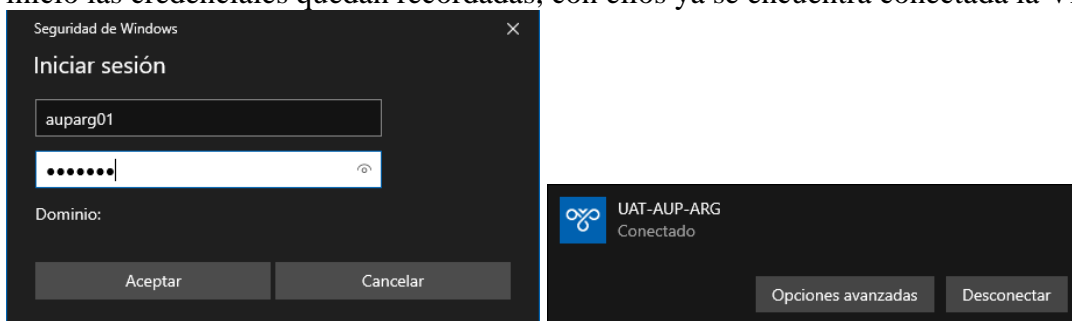 inicio las credenciales quedan recordadas, con ellos ya se encuentra conectada la
Seguridad de Windows
Iniciar sesión
auparg01
•••••••
Dominio:
Aceptar Cancelar
UAT-AUP-ARG
Conectado
Opciones avanzadas Desconectar